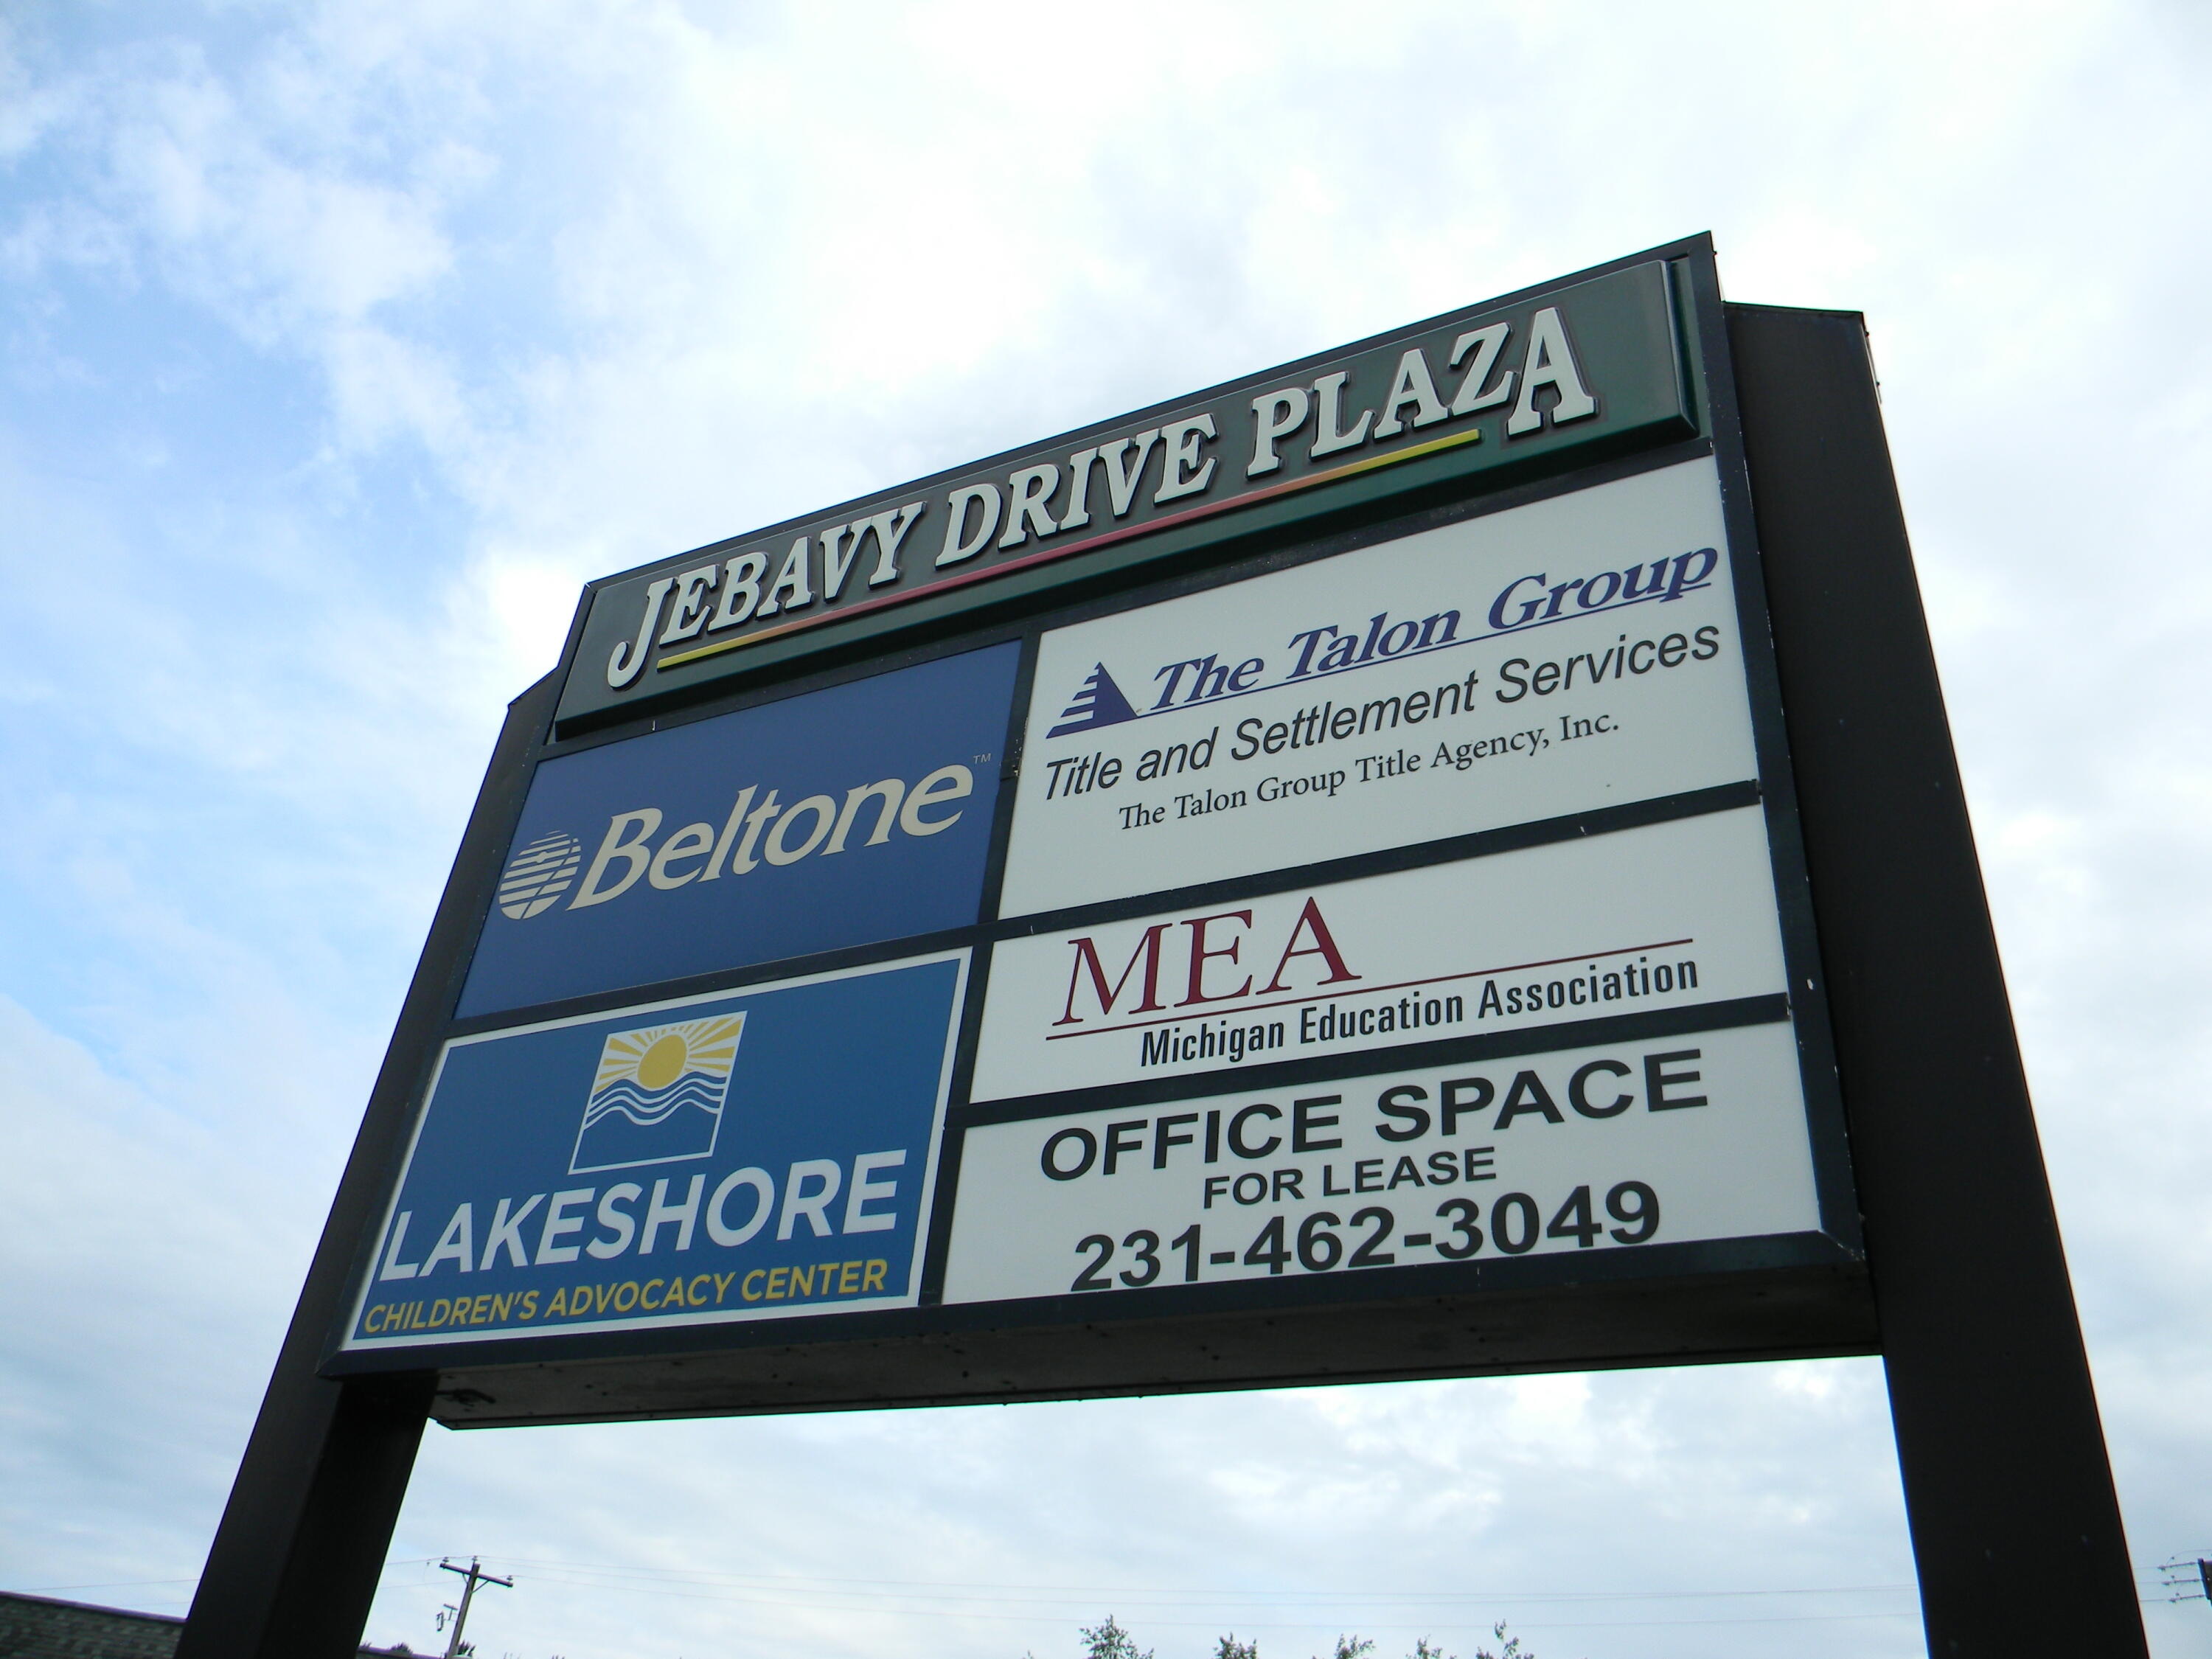 JEBAVY DRIVE PLAZA
Beltone™
The Talon Group
Title and Settlement Services
The Talon Group Title Agency, Inc.
MEA
Michigan Education Association
LAKESHORE
CHILDREN'S ADVOCACY CENTER
OFFICE SPACE
FOR LEASE
231-462-3049